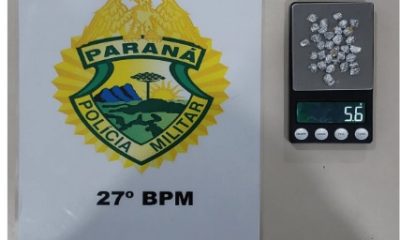 PARANÁ
POLÍCIA MILITAR
27º BPM
5.6